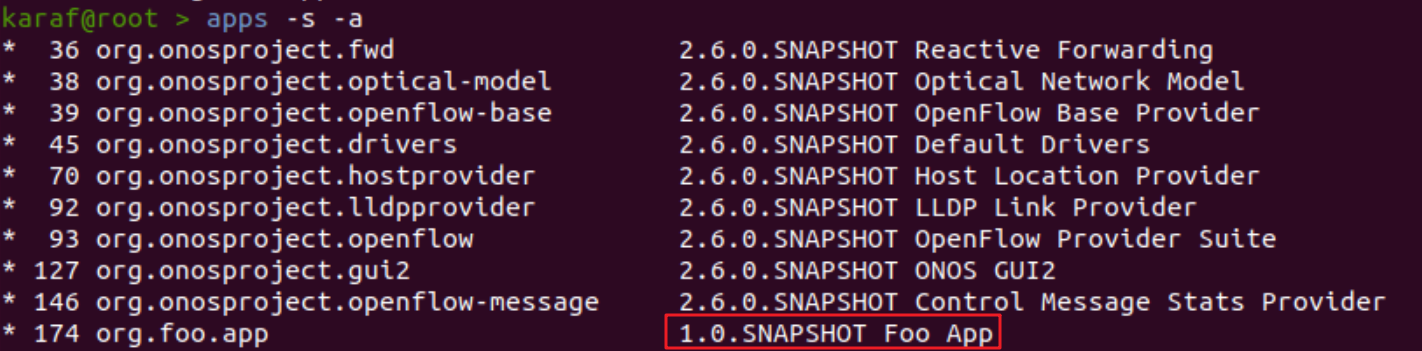 karaf@root > apps -s -a
*  36 org.onosproject.fwd                  2.6.0.SNAPSHOT Reactive Forwarding
*  38 org.onosproject.optical-model        2.6.0.SNAPSHOT Optical Network Model
*  39 org.onosproject.openflow-base        2.6.0.SNAPSHOT OpenFlow Base Provider
*  45 org.onosproject.drivers              2.6.0.SNAPSHOT Default Drivers
*  70 org.onosproject.hostprovider         2.6.0.SNAPSHOT Host Location Provider
*  92 org.onosproject.lldpprovider         2.6.0.SNAPSHOT LLDP Link Provider
*  93 org.onosproject.openflow             2.6.0.SNAPSHOT OpenFlow Provider Suite
* 127 org.onosproject.gui2                 2.6.0.SNAPSHOT ONOS GUI2
* 146 org.onosproject.openflow-message     2.6.0.SNAPSHOT Control Message Stats Provider
* 174 org.foo.app                          1.0.SNAPSHOT Foo App